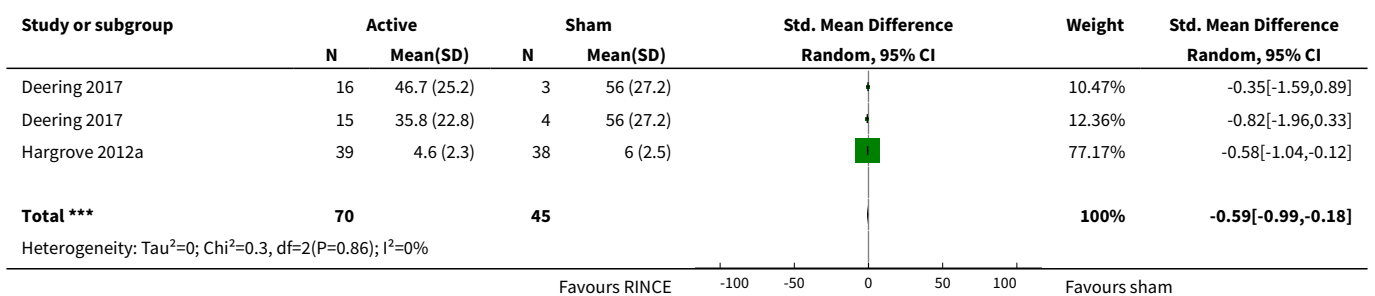 Study or subgroup Active Sham Std. Mean Difference Weight Std. Mean Difference
N Mean(SD) N Mean(SD) Random, 95% CI Random, 95% CI
Deering 2017 16 46.7 (25.2) 3 56 (27.2) 10.47% -0.35[-1.59,0.89]
Deering 2017 15 35.8 (22.8) 4 56 (27.2) 12.36% -0.82[-1.96,0.33]
Hargrove 2012a 39 4.6 (2.3) 38 6 (2.5) 77.17% -0.58[-1.04,-0.12]
Total *** 70 45 100% -0.59[-0.99,-0.18]
Heterogeneity: Tau²=0; Chi²=0.3, df=2(P=0.86); I²=0%
Favours RINCE -100 -50 0 50 100 Favours sham